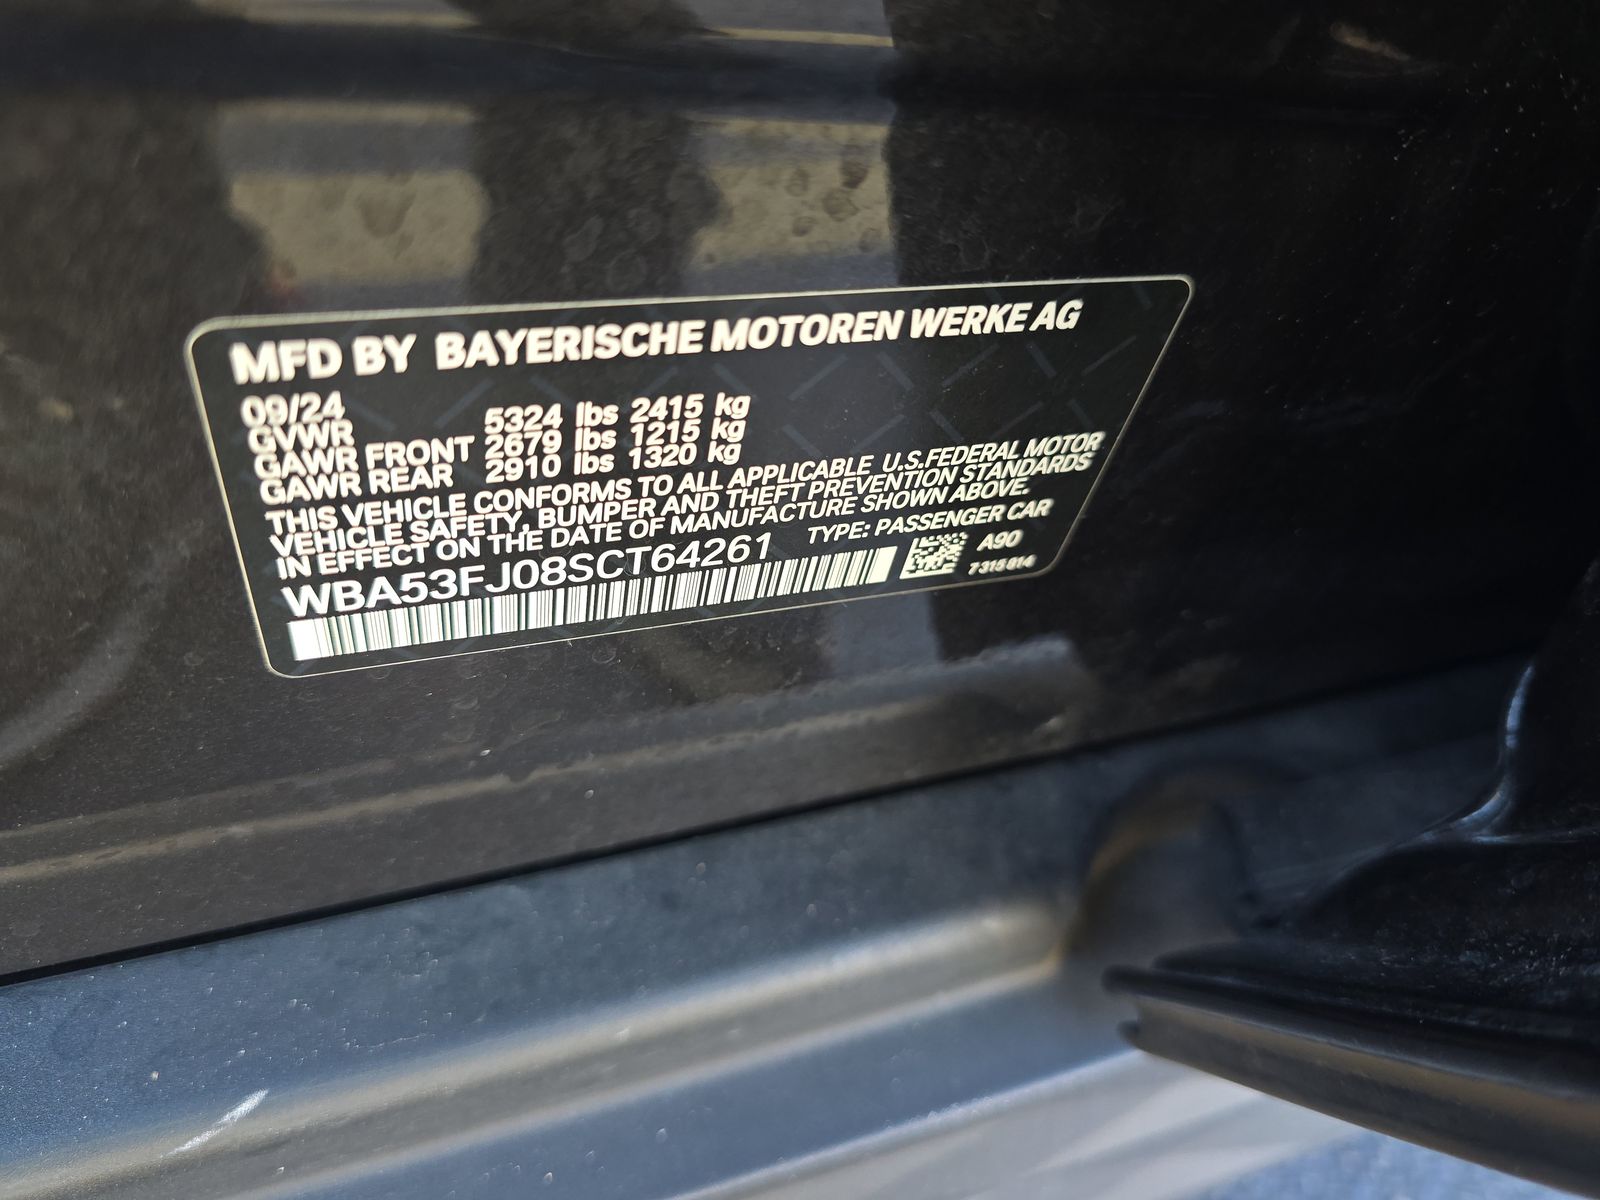 MFD BY BAYERISCHE MOTOREN WERKE AG
09/24
GVWR 5324 lbs 2415 kg
GAWR FRONT 2679 lbs 1215 kg
GAWR REAR 2910 lbs 1320 kg
THIS VEHICLE CONFORMS TO ALL APPLICABLE U.S.FEDERAL MOTOR
VEHICLE SAFETY, BUMPER AND THEFT PREVENTION STANDARDS
IN EFFECT ON THE DATE OF MANUFACTURE SHOWN ABOVE.
WBA53FJ08SCT64261 TYPE: PASSENGER CAR
A90
7315814